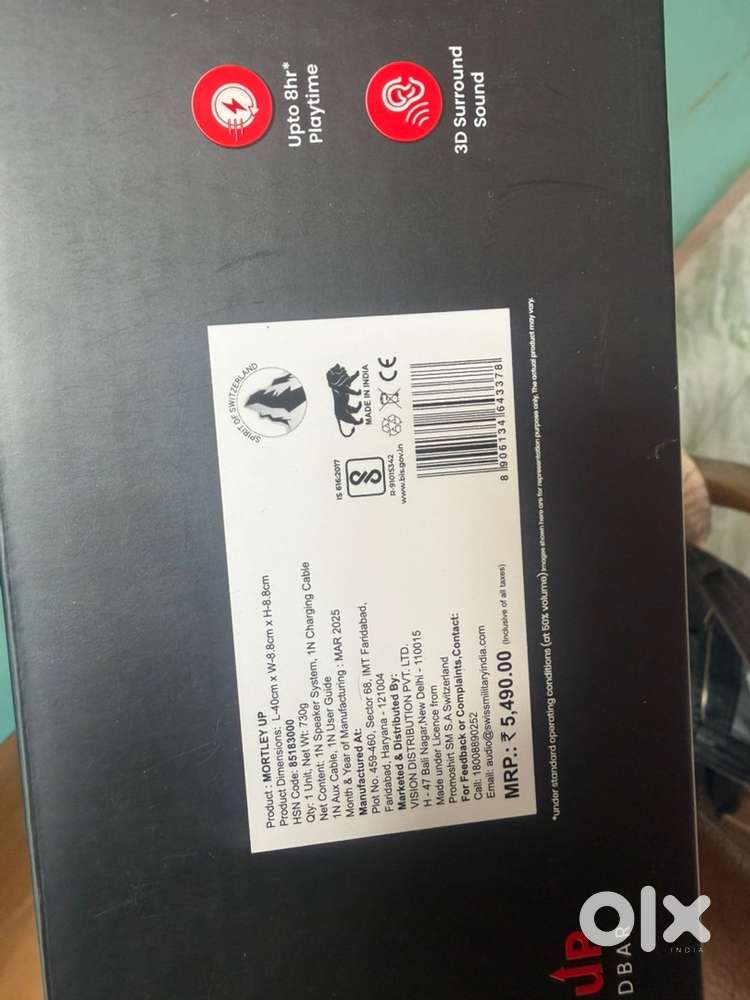 Upto 8hr*
Playtime
3D Surround
Sound
SPIRIT OF SWITZERLAND
Product : MORTLEY UP
Product Dimensions: L-40cm x W-8.8cm x H-8.8cm
HSN Code: 85183000
Qty: 1 Unit, Net Wt: 730g
Net Content: 1N Speaker System, 1N Charging Cable
1N Aux Cable, 1N User Guide
Month & Year of Manufacturing : MAR 2025
Manufactured At:
Plot No. 459-460, Sector 68, IMT Faridabad,
Faridabad, Haryana - 121004
Marketed & Distributed By:
VISION DISTRIBUTION PVT. LTD.
H - 47 Bali Nagar,New Delhi - 110015
Made under Licence from
Promoshirt SM S.A Switzerland
For Feedback or Complaints,Contact:
Call: 18008890252
Email: audio@swissmilitaryindia.com
MRP.: ₹ 5,490.00 (Inclusive of all taxes)
IS 616:2017
R-91015342
www.bis.gov.in
MADE IN INDIA
CE
8 906134 643378
*under standard operating conditions (at 50% volume) Images shown here are for representation purpose only. The actual product may vary.
UP
DBAR
olx
INDIA